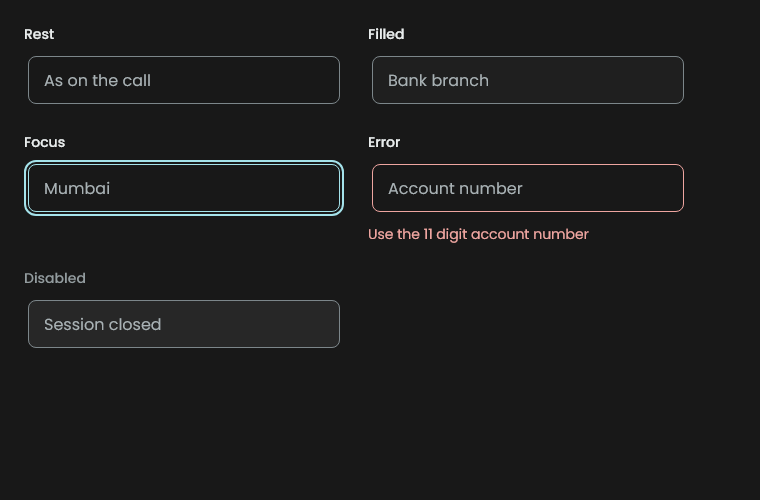 Rest
As on the call
Filled
Bank branch
Focus
Mumbai
Error
Account number
Use the 11 digit account number
Disabled
Session closed